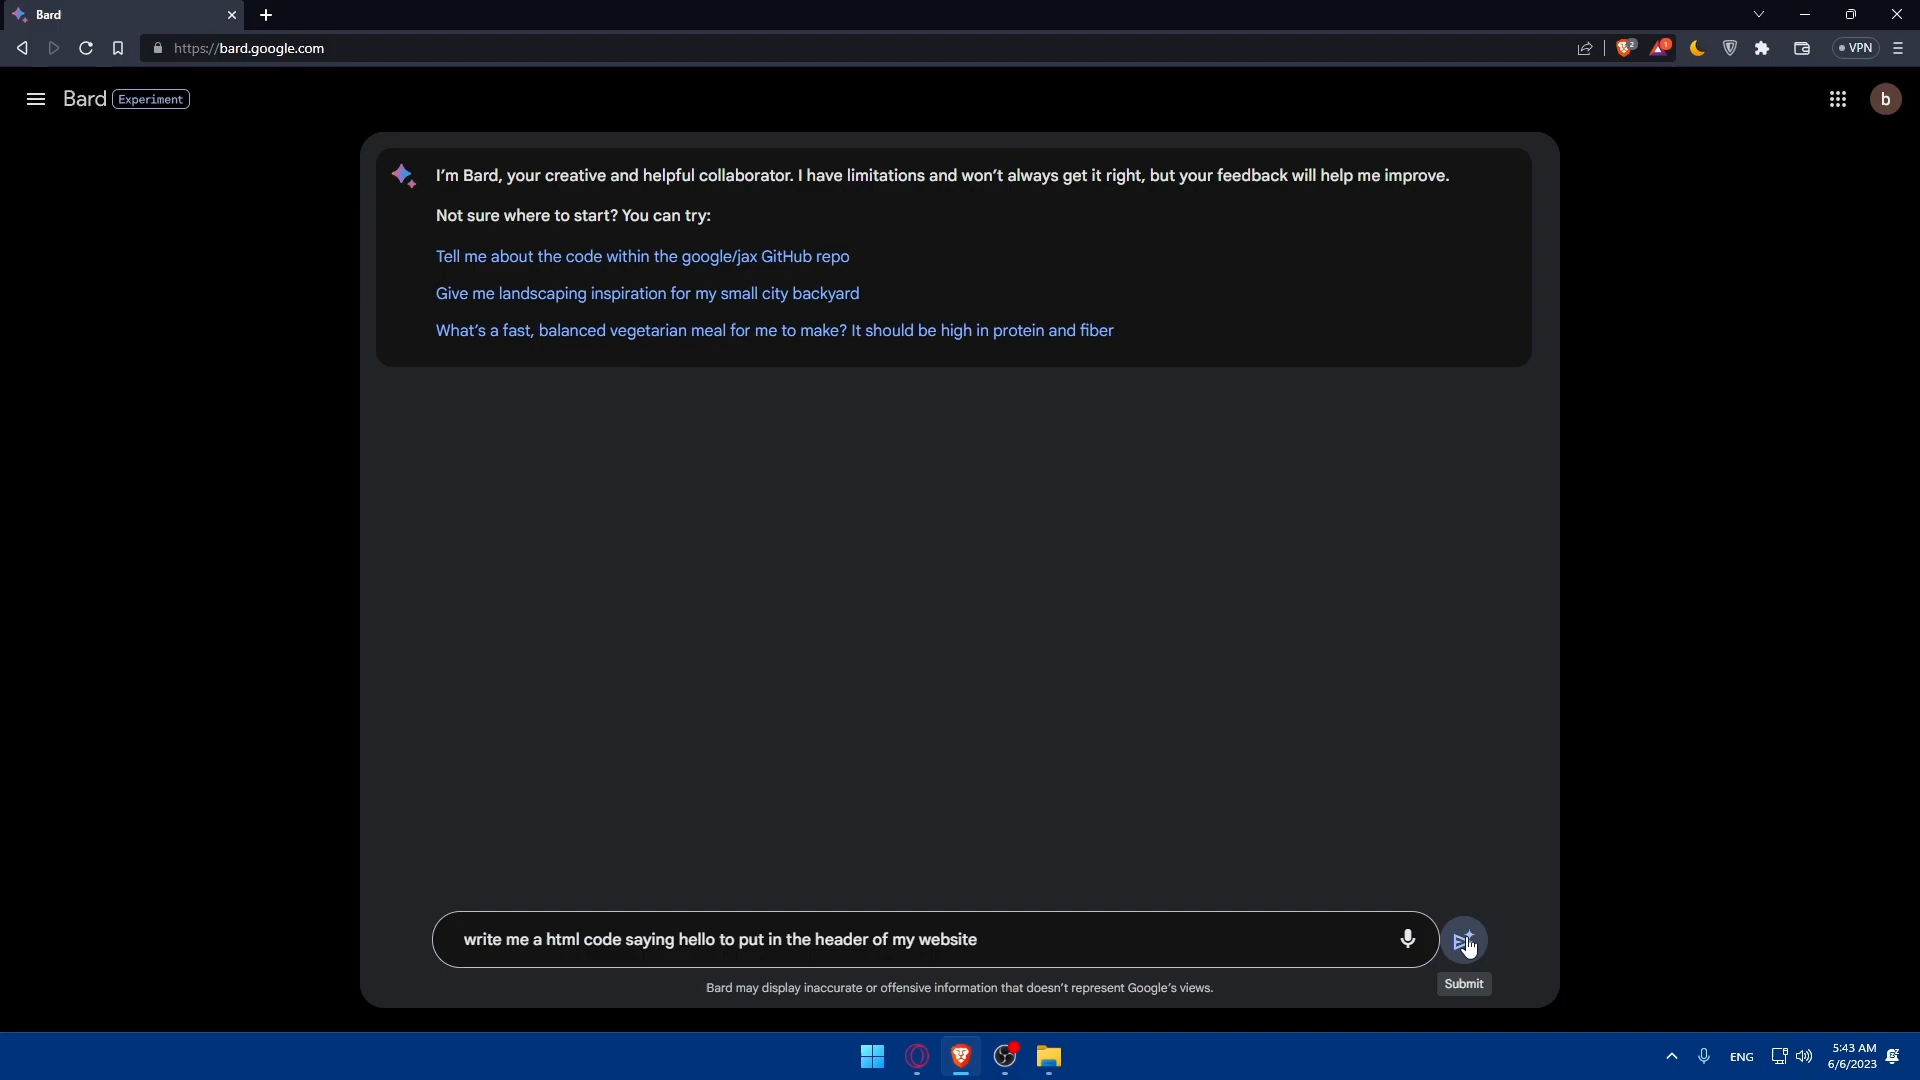 Bard
https://bard.google.com
2
1
VPN
Bard Experiment
b
I'm Bard, your creative and helpful collaborator. I have limitations and won't always get it right, but your feedback will help me improve.
Not sure where to start? You can try:
Tell me about the code within the google/jax GitHub repo
Give me landscaping inspiration for my small city backyard
What's a fast, balanced vegetarian meal for me to make? It should be high in protein and fiber
write me a html code saying hello to put in the header of my website
Submit
Bard may display inaccurate or offensive information that doesn't represent Google's views.
ENG
5:43 AM
6/6/2023